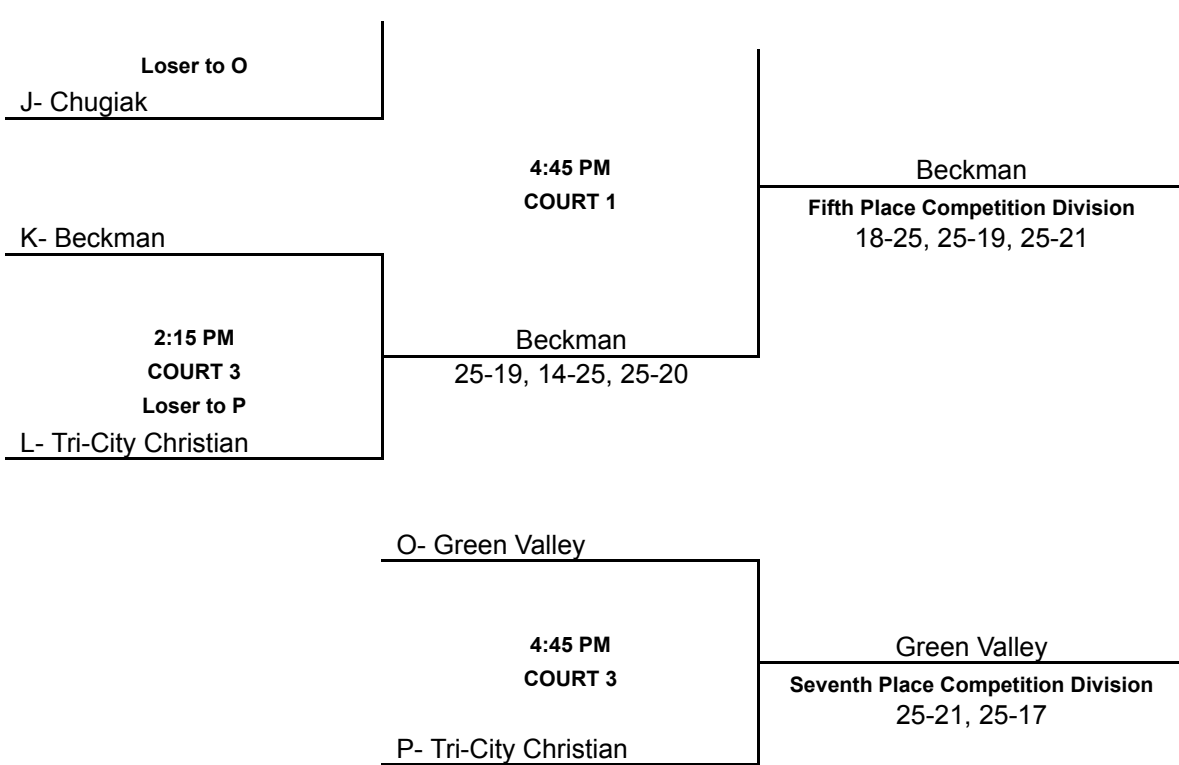 Loser to O
J- Chugiak
4:45 PM
COURT 1
Beckman
Fifth Place Competition Division
18-25, 25-19, 25-21
K- Beckman
2:15 PM
COURT 3
Loser to P
L- Tri-City Christian
Beckman
25-19, 14-25, 25-20
O- Green Valley
4:45 PM
COURT 3
P- Tri-City Christian
Green Valley
Seventh Place Competition Division
25-21, 25-17